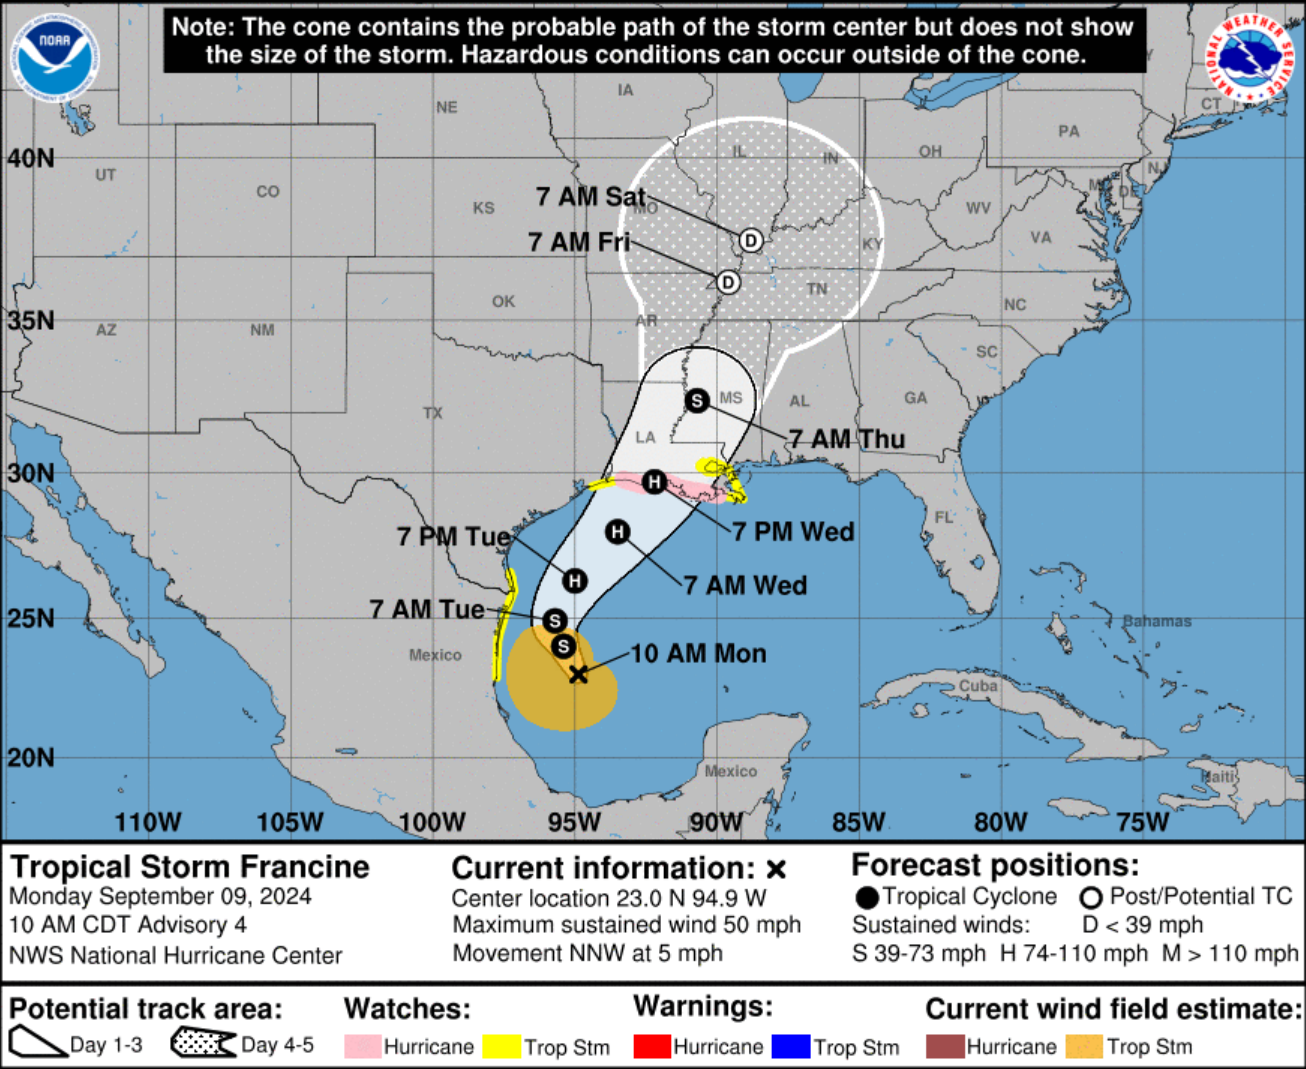 Note: The cone contains the probable path of the storm center but does not show
the size of the storm. Hazardous conditions can occur outside of the cone.
NOAA
NATIONAL WEATHER SERVICE
IA
NE
CT
PA
40N
UT
CO
KS
IL
IN
OH
NJ
DE
7 AM Sat
MO
WV
VA
7 AM Fri
KY
D
D
35N
AZ
NM
OK
AR
TN
NC
SC
TX
S
MS
AL
GA
LA
7 AM Thu
30N
H
FL
7 PM Tue
H
7 PM Wed
H
7 AM Wed
25N
7 AM Tue
S
Bahamas
Mexico
S
10 AM Mon
Cuba
20N
Mexico
Haiti
110W 105W 100W 95W 90W 85W 80W 75W
Tropical Storm Francine
Monday September 09, 2024
10 AM CDT Advisory 4
NWS National Hurricane Center
Current information: ×
Center location 23.0 N 94.9 W
Maximum sustained wind 50 mph
Movement NNW at 5 mph
Forecast positions:
Tropical Cyclone Post/Potential TC
Sustained winds: D < 39 mph
S 39-73 mph H 74-110 mph M > 110 mph
Potential track area:
Day 1-3 Day 4-5
Watches:
Hurricane Trop Stm
Warnings:
Hurricane Trop Stm
Current wind field estimate:
Hurricane Trop Stm